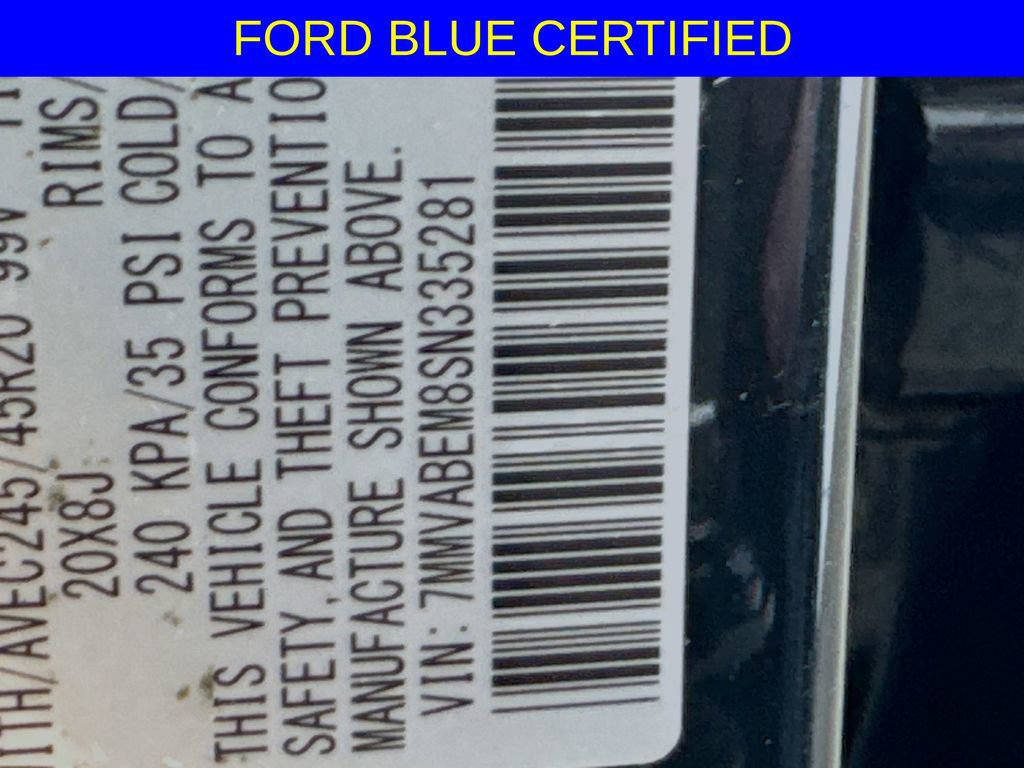 FORD BLUE CERTIFIED
ITH/AVEC245/45R20 99V
20X8J RIMS/
240 KPA/35 PSI COLD/
THIS VEHICLE CONFORMS TO A
SAFETY,AND THEFT PREVENTIO
MANUFACTURE SHOWN ABOVE.
VIN: 7MMVABEM8SN335281